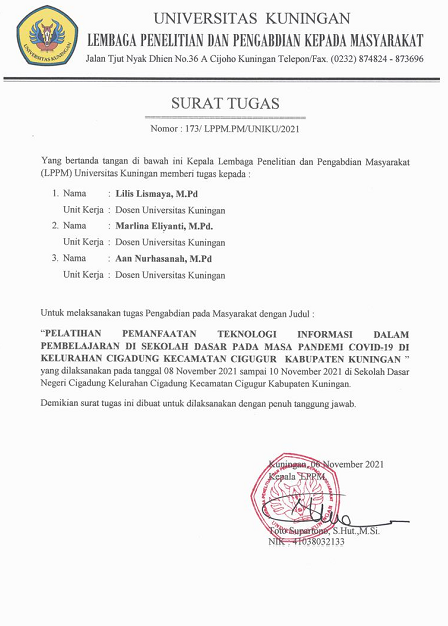 UNIVERSITAS KUNINGAN
LEMBAGA PENELITIAN DAN PENGABDIAN KEPADA MASYARAKAT
Jalan Tjut Nyak Dhien No.36 A Cijoho Kuningan Telepon/Fax. (0232) 874824 - 873696
SURAT TUGAS
Nomor : 173/ LPPM.PM/UNIKU/2021
Yang bertanda tangan di bawah ini Kepala Lembaga Penelitian dan Pengabdian Masyarakat
(LPPM) Universitas Kuningan memberi tugas kepada :
1. Nama : Lilis Lismaya, M.Pd
Unit Kerja : Dosen Universitas Kuningan
2. Nama : Marlina Eliyanti, M.Pd.
Unit Kerja : Dosen Universitas Kuningan
3. Nama : Aan Nurhasanah, M.Pd
Unit Kerja : Dosen Universitas Kuningan
Untuk melaksanakan tugas Pengabdian pada Masyarakat dengan Judul :
“PELATIHAN PEMANFAATAN TEKNOLOGI INFORMASI DALAM
PEMBELAJARAN DI SEKOLAH DASAR PADA MASA PANDEMI COVID-19 DI
KELURAHAN CIGADUNG KECAMATAN CIGUGUR KABUPATEN KUNINGAN ”
yang dilaksanakan pada tanggal 08 November 2021 sampai 10 November 2021 di Sekolah Dasar
Negeri Cigadung Kelurahan Cigadung Kecamatan Cigugur Kabupaten Kuningan.
Demikian surat tugas ini dibuat untuk dilaksanakan dengan penuh tanggung jawab.
Kuningan, 06 November 2021
Kepala LPPM,
Toto Supartono, S.Hut.,M.Si.
NIK : 41038032133